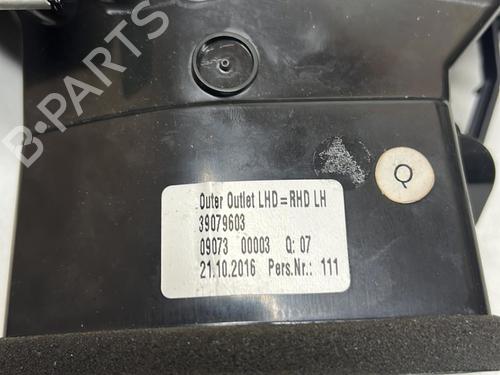 B-PARTS
Q
Outer Outlet LHD=RHD LH
39079603
09073 00003 Q: 07
21.10.2016 Pers.Nr.: 111